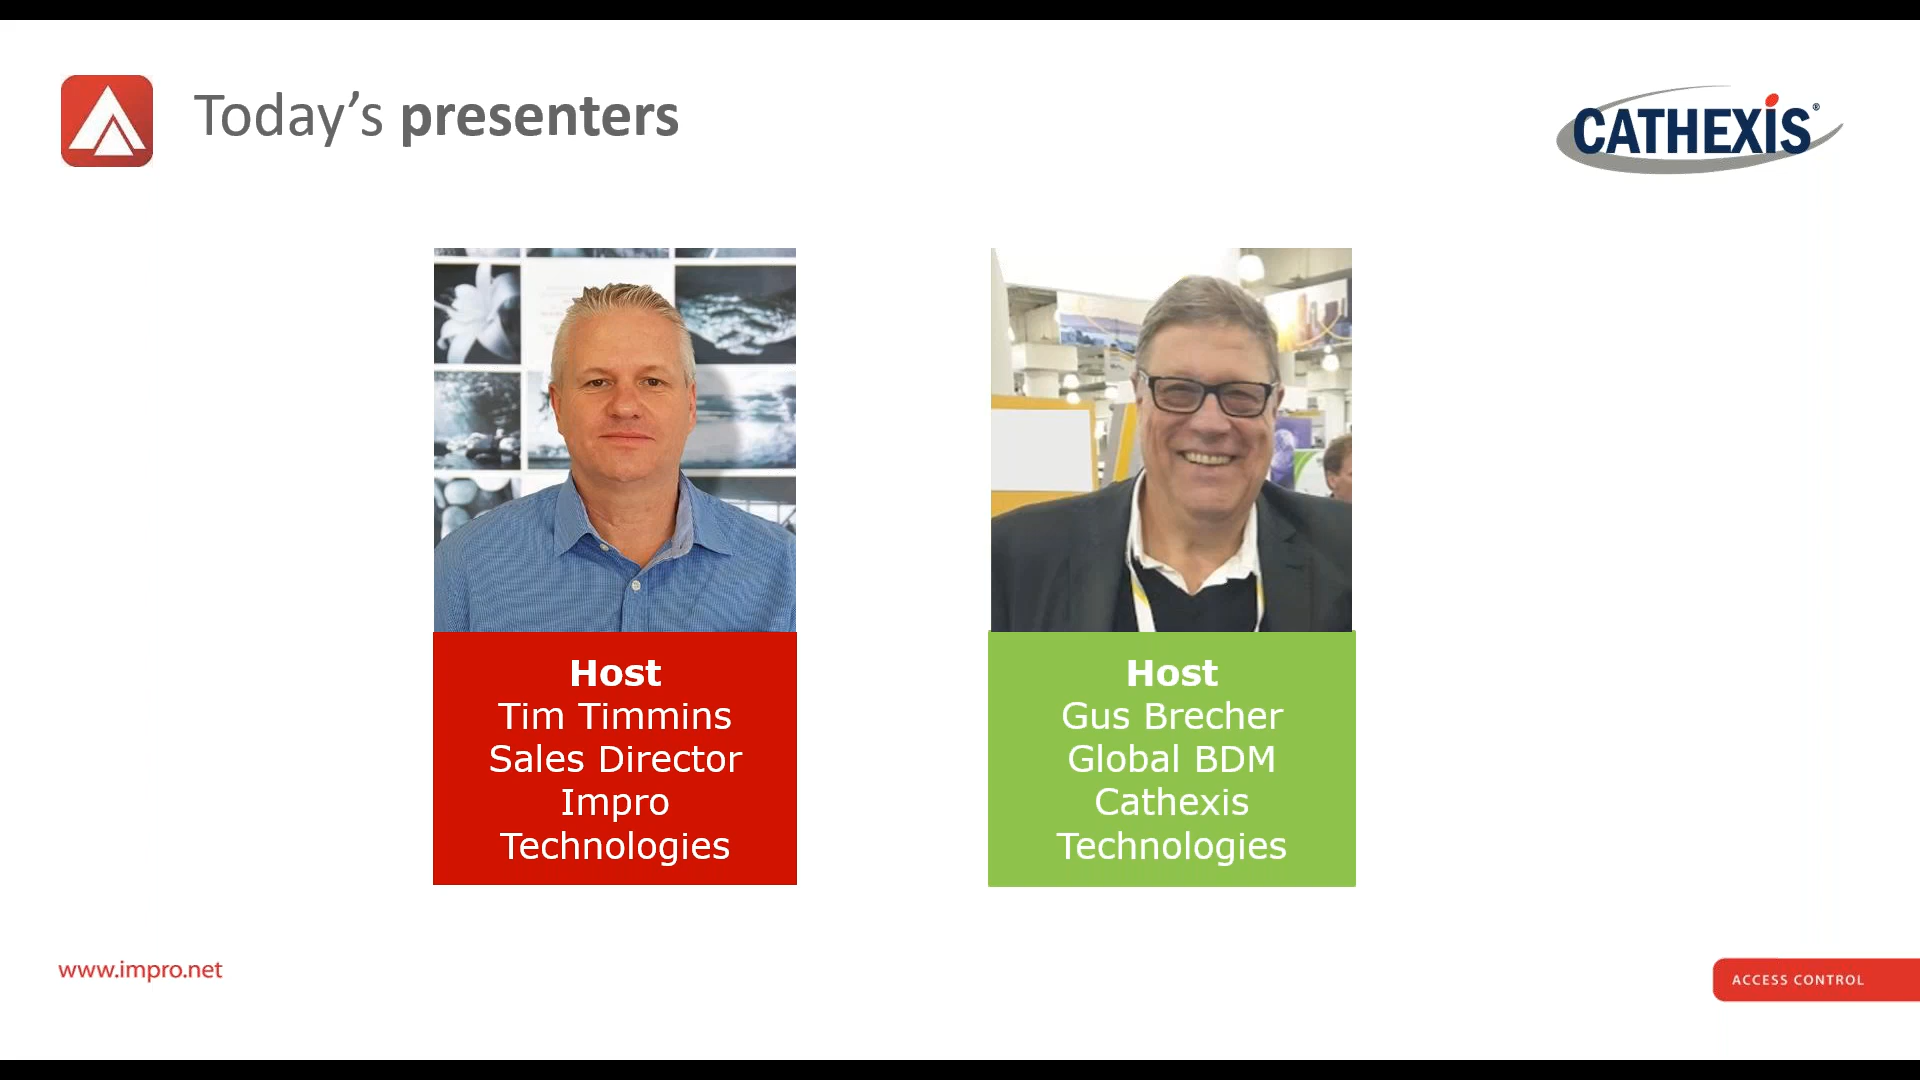 Today’s presenters
CATHEXIS®
Host
Tim Timmins
Sales Director
Impro
Technologies
Host
Gus Brecher
Global BDM
Cathexis
Technologies
www.impro.net
ACCESS CONTROL